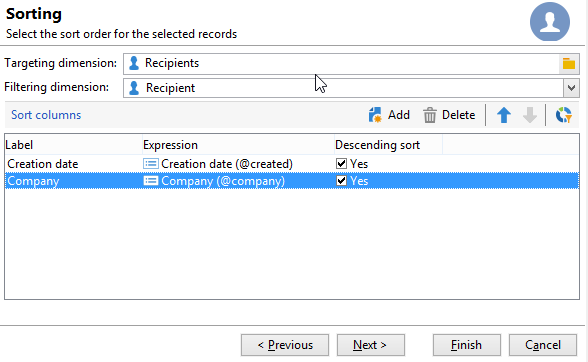 Sorting
Select the sort order for the selected records
Targeting dimension: Recipients
Filtering dimension: Recipient
Sort columns Add Delete
Label Expression Descending sort
Creation date Creation date (@created) Yes
Company Company (@company) Yes
< Previous Next > Finish Cancel